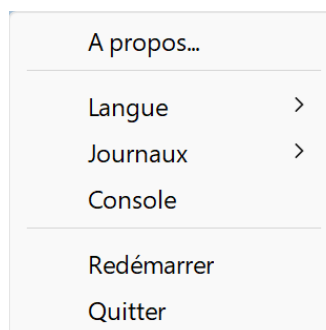 A propos...
Langue
Journaux
Console
Redémarrer
Quitter